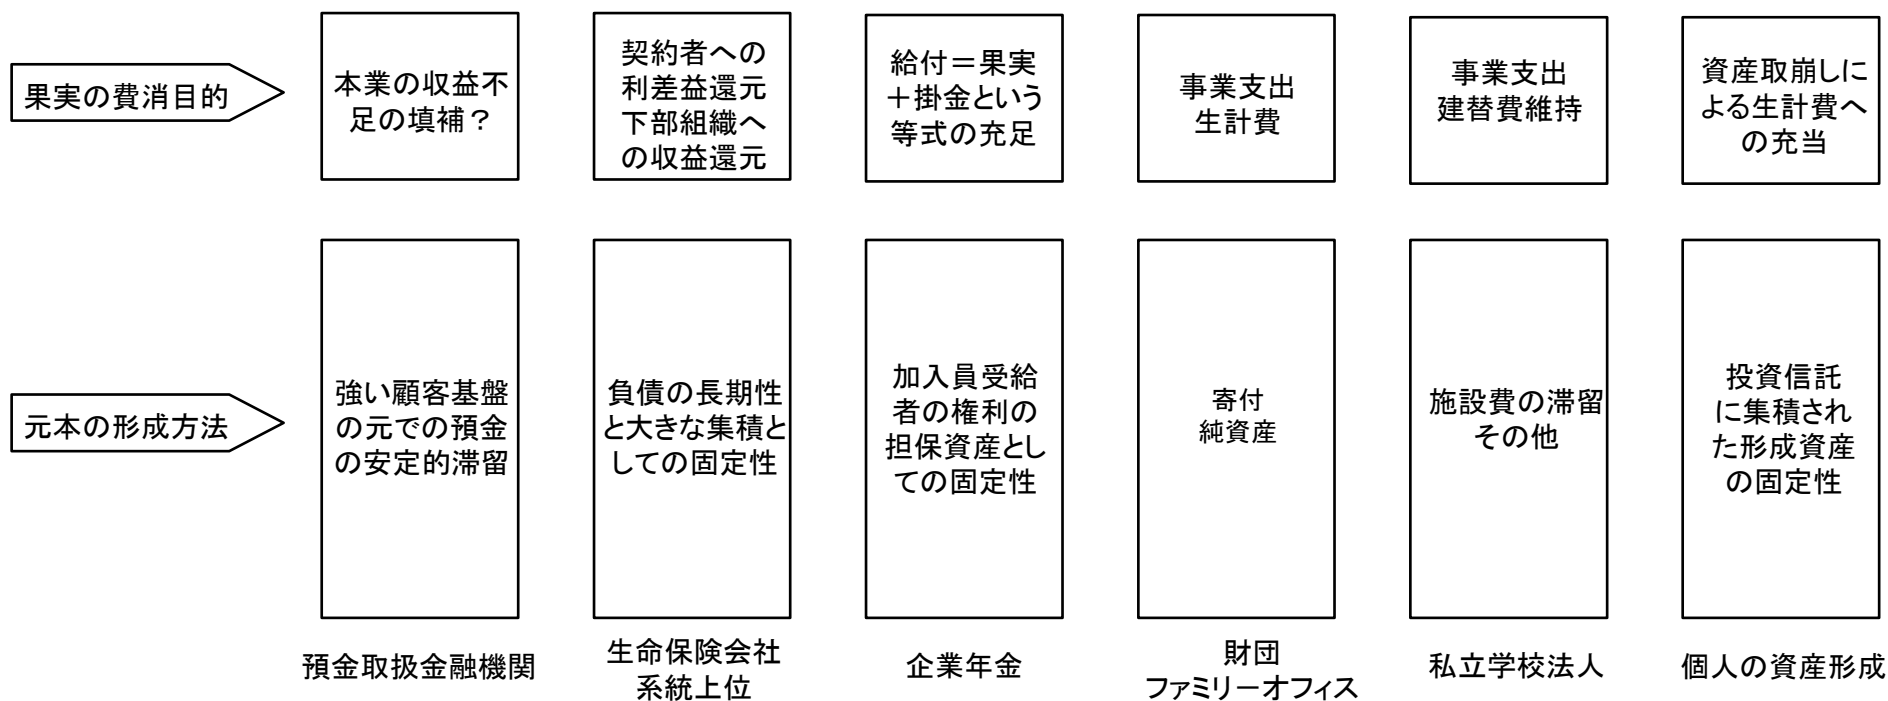 果実の費消目的
本業の収益不
足の填補？
契約者への
利差益還元
下部組織へ
の収益還元
給付＝果実
＋掛金という
等式の充足
事業支出
生計費
事業支出
建替費維持
資産取崩しに
よる生計費へ
の充当
元本の形成方法
強い顧客基盤
の元での預金
の安定的滞留
負債の長期性
と大きな集積と
しての固定性
加入員受給
者の権利の
担保資産とし
ての固定性
寄付
純資産
施設費の滞留
その他
投資信託
に集積され
た形成資産
の固定性
預金取扱金融機関
生命保険会社
系統上位
企業年金
財団
ファミリーオフィス
私立学校法人
個人の資産形成